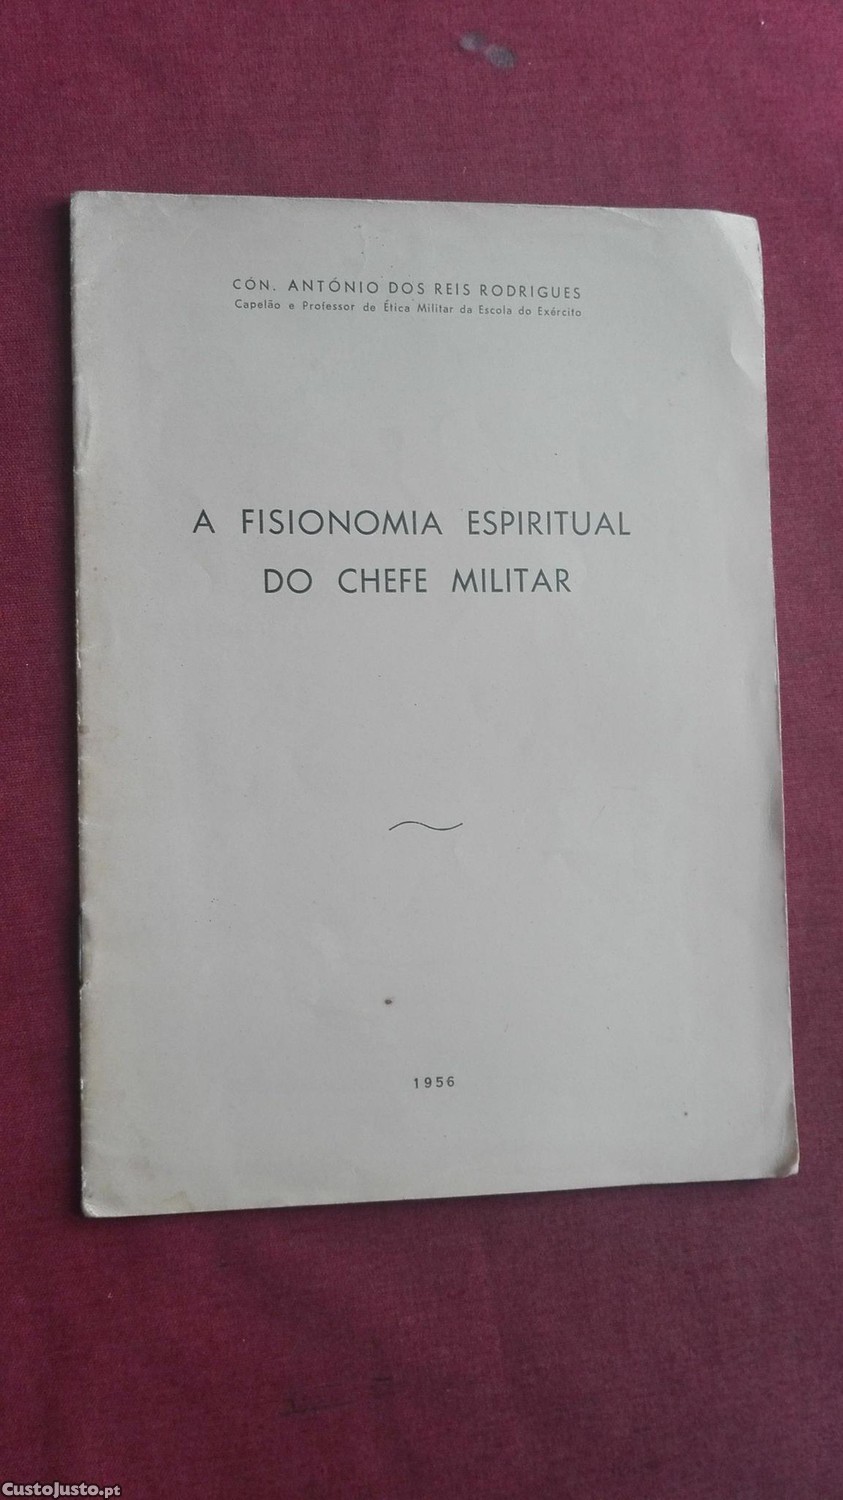 CÓN. ANTÓNIO DOS REIS RODRIGUES
Capelão e Professor de Ética Militar da Escola do Exército
A FISIONOMIA ESPIRITUAL
DO CHEFE MILITAR
1956
CustoJusto.pt